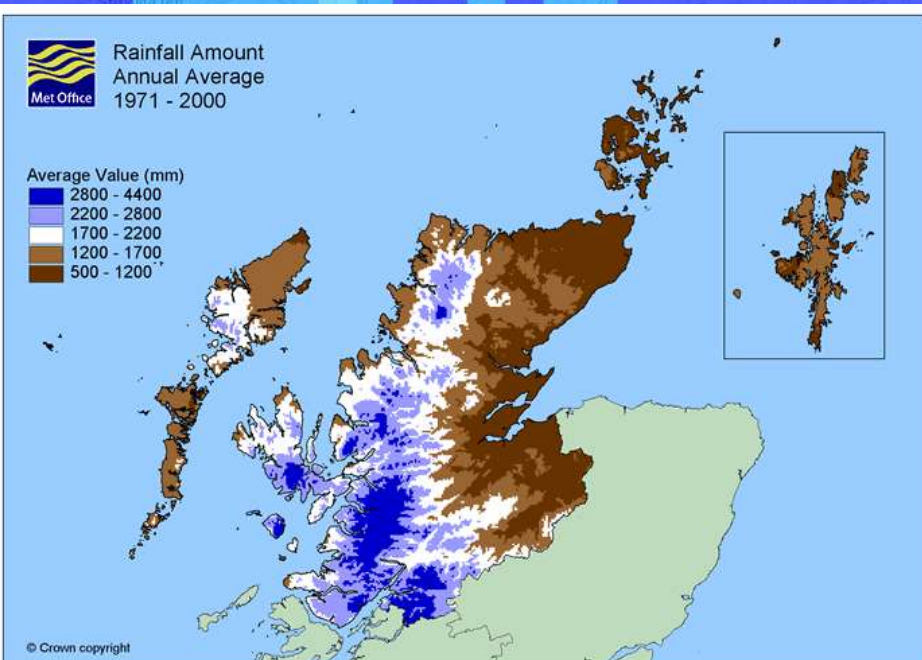 Met Office
Rainfall Amount
Annual Average
1971 - 2000
Average Value (mm)
2800 - 4400
2200 - 2800
1700 - 2200
1200 - 1700
500 - 1200
© Crown copyright